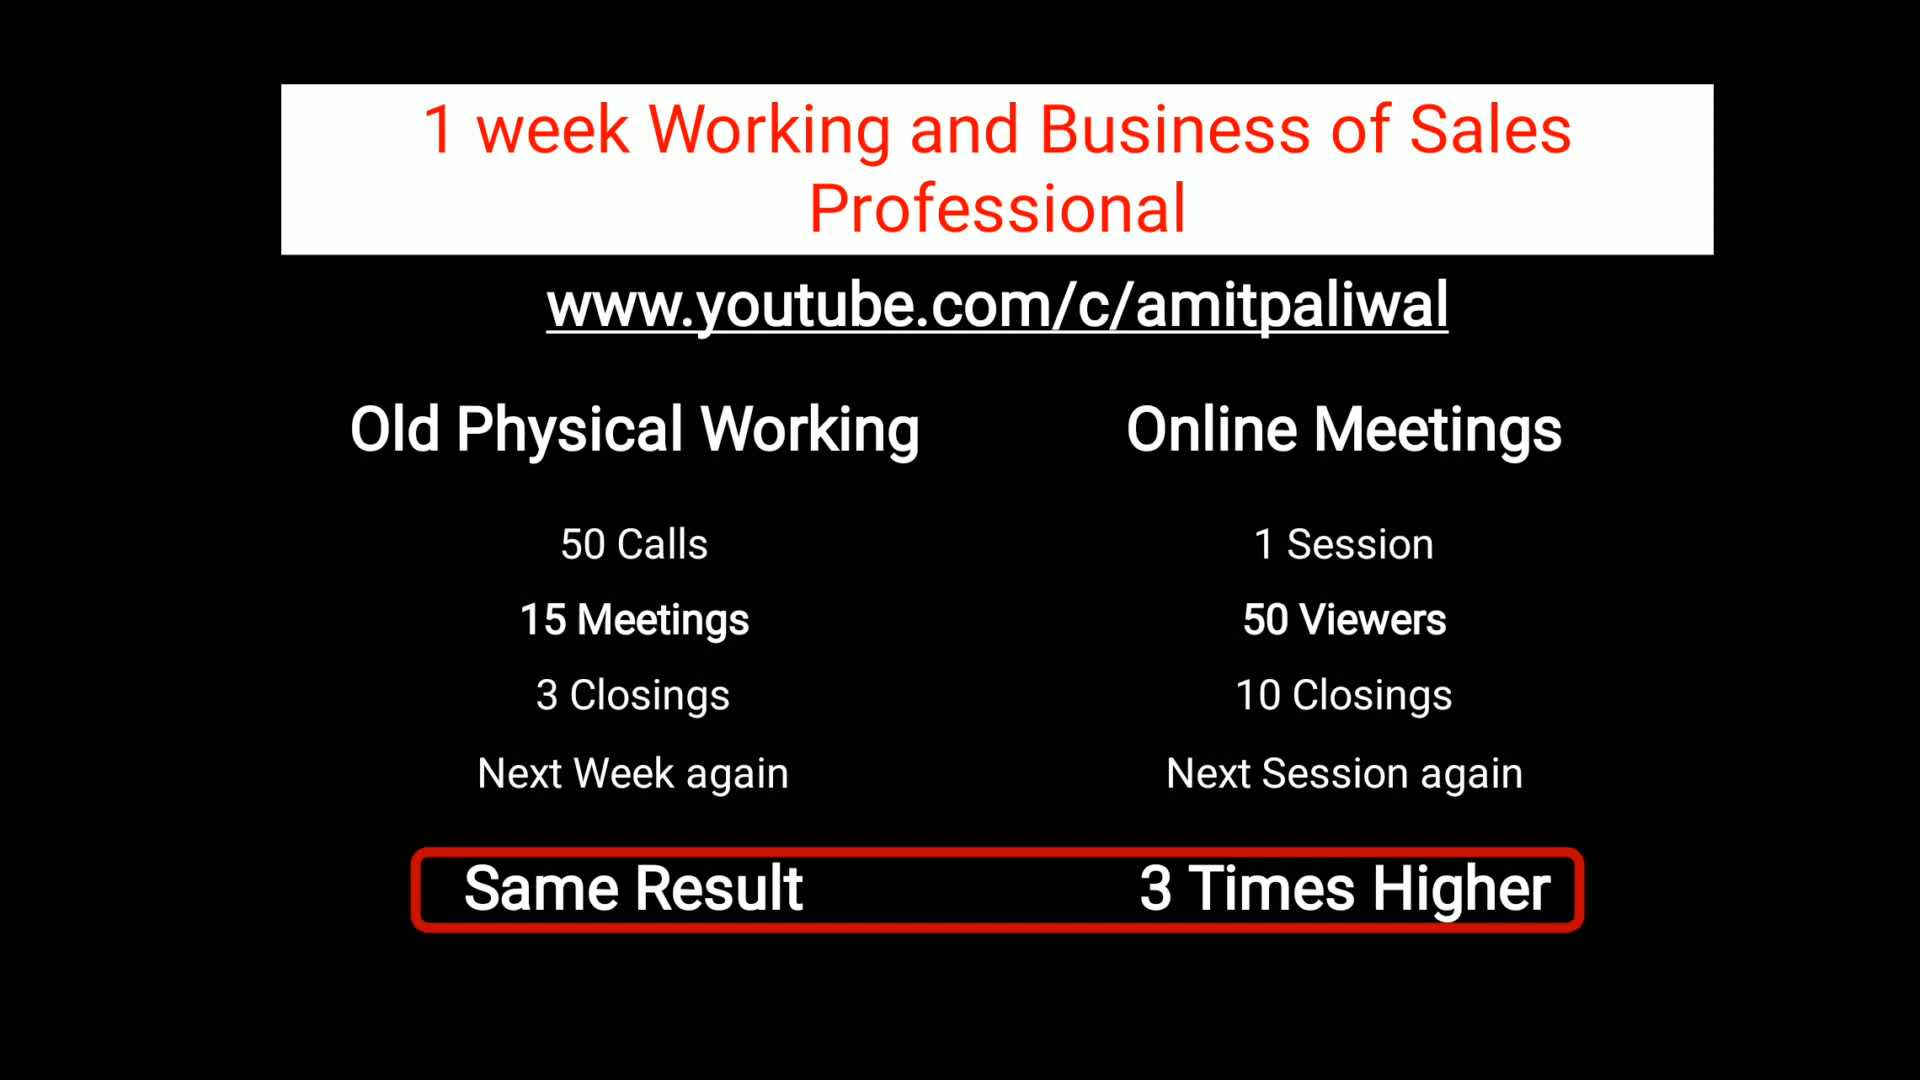 1 week Working and Business of Sales
Professional
www.youtube.com/c/amitpaliwal
Old Physical Working
50 Calls
15 Meetings
3 Closings
Next Week again
Same Result
Online Meetings
1 Session
50 Viewers
10 Closings
Next Session again
3 Times Higher